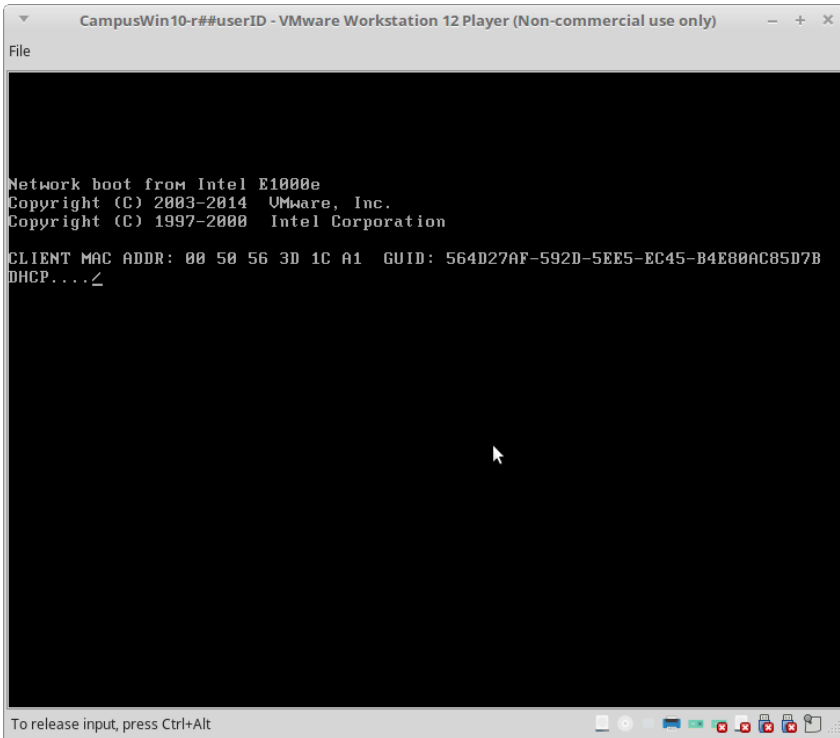 CampusWin10-r##userID - VMware Workstation 12 Player (Non-commercial use only)
File
Network boot from Intel E1000e
Copyright (C) 2003-2014  VMware, Inc.
Copyright (C) 1997-2000  Intel Corporation
CLIENT MAC ADDR: 00 50 56 3D 1C A1  GUID: 564D27AF-592D-5EE5-EC45-B4E80AC85D7B
DHCP..../
To release input, press Ctrl+Alt